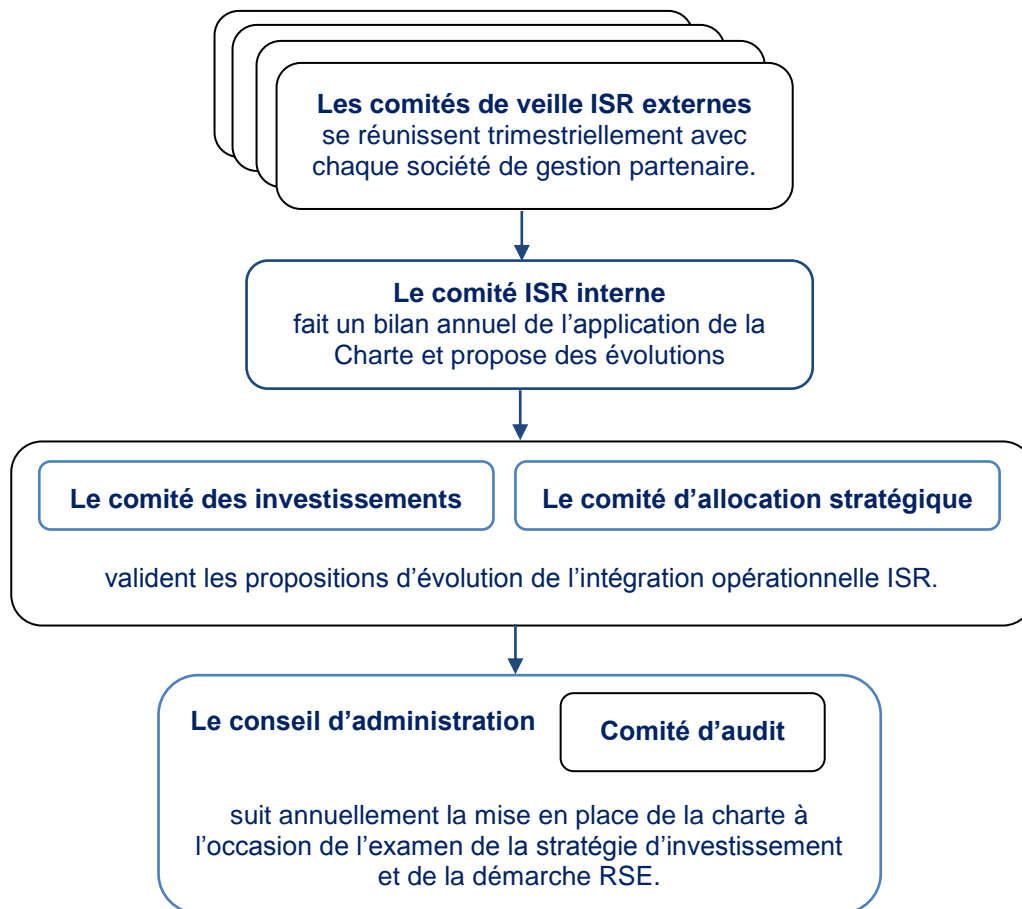 Les comités de veille ISR externes
se réunissent trimestriellement avec
chaque société de gestion partenaire.
Le comité ISR interne
fait un bilan annuel de l’application de la
Charte et propose des évolutions
Le comité des investissements
Le comité d’allocation stratégique
valident les propositions d’évolution de l’intégration opérationnelle ISR.
Le conseil d’administration
Comité d’audit
suit annuellement la mise en place de la charte à
l’occasion de l’examen de la stratégie d’investissement
et de la démarche RSE.